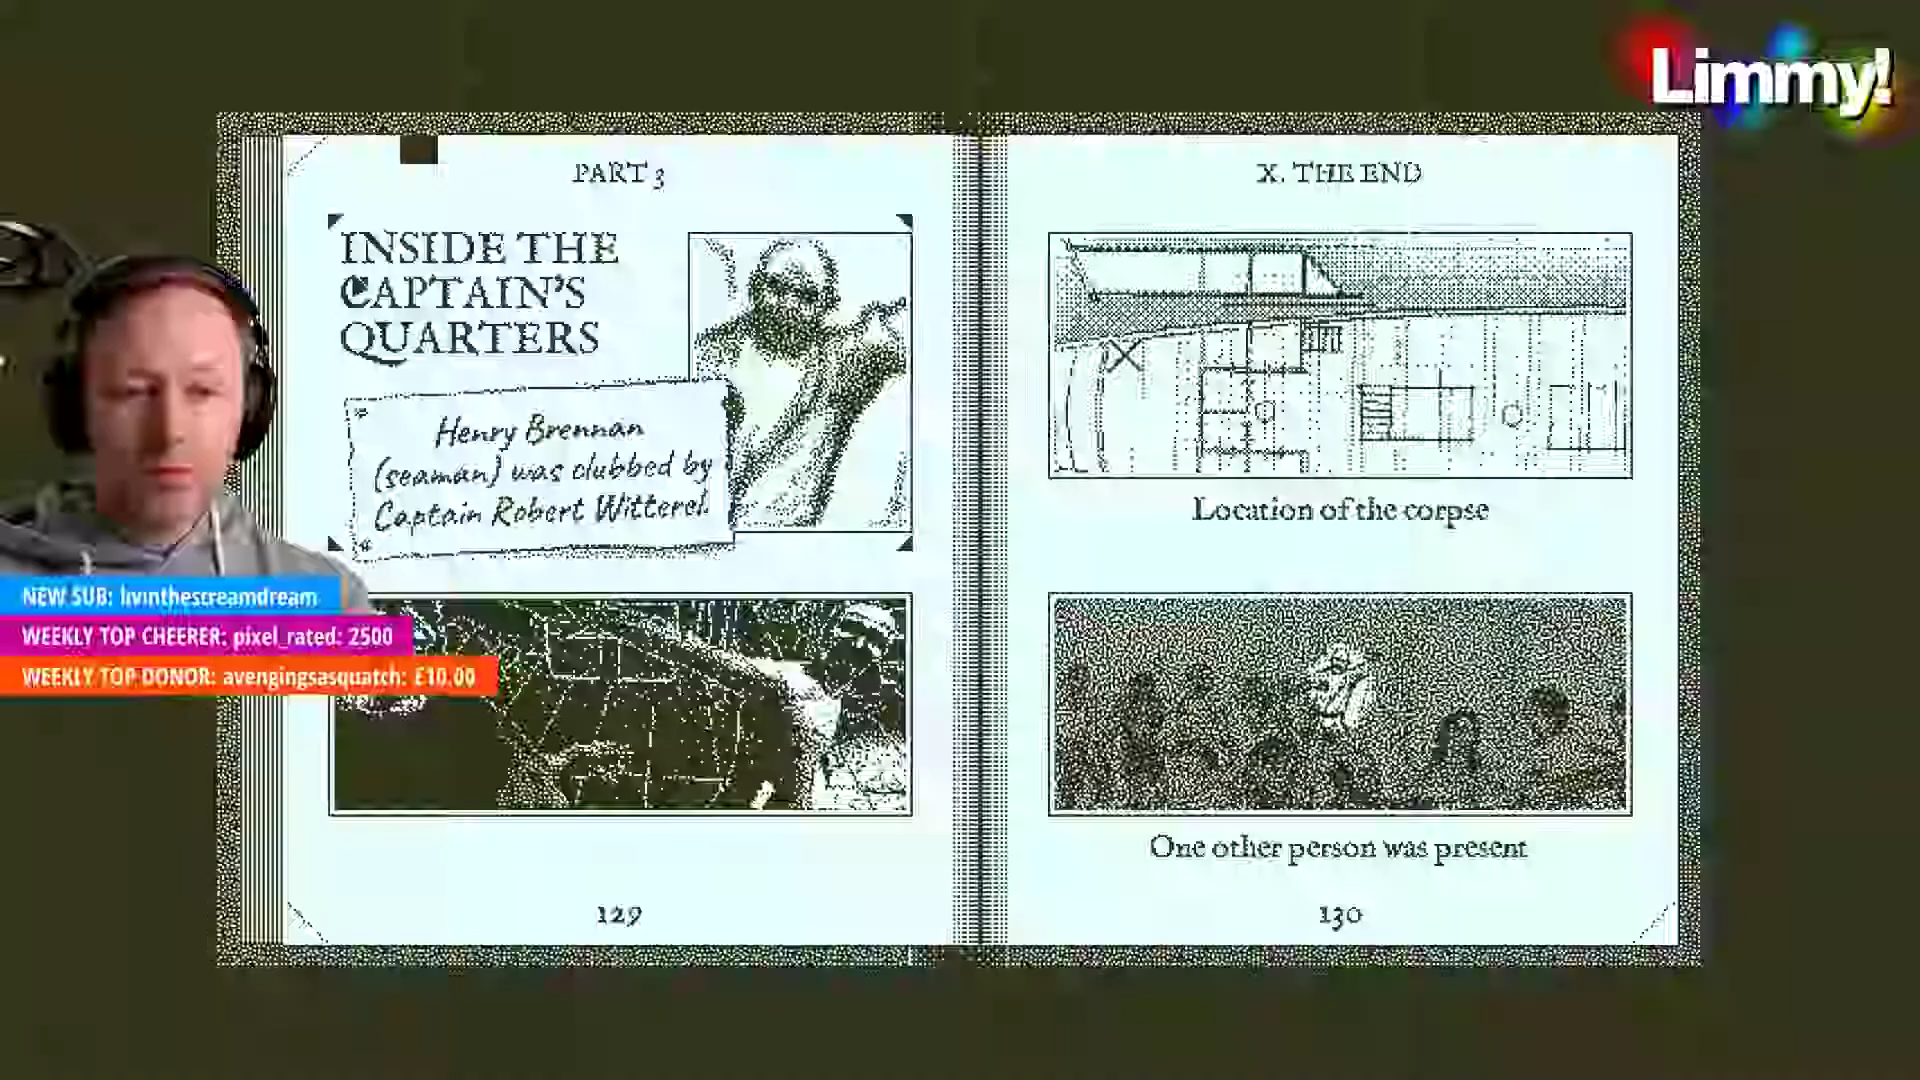 Limmy!
PART 3
INSIDE THE
CAPTAIN'S
QUARTERS
Henry Brennan
(seaman) was clubbed by
Captain Robert Witterel.
129
X. THE END
Location of the corpse
One other person was present
130
NEW SUB: livinthescreamdream
WEEKLY TOP CHEERER: pixel_rated: 2500
WEEKLY TOP DONOR: avengingsasquatch: £10.00